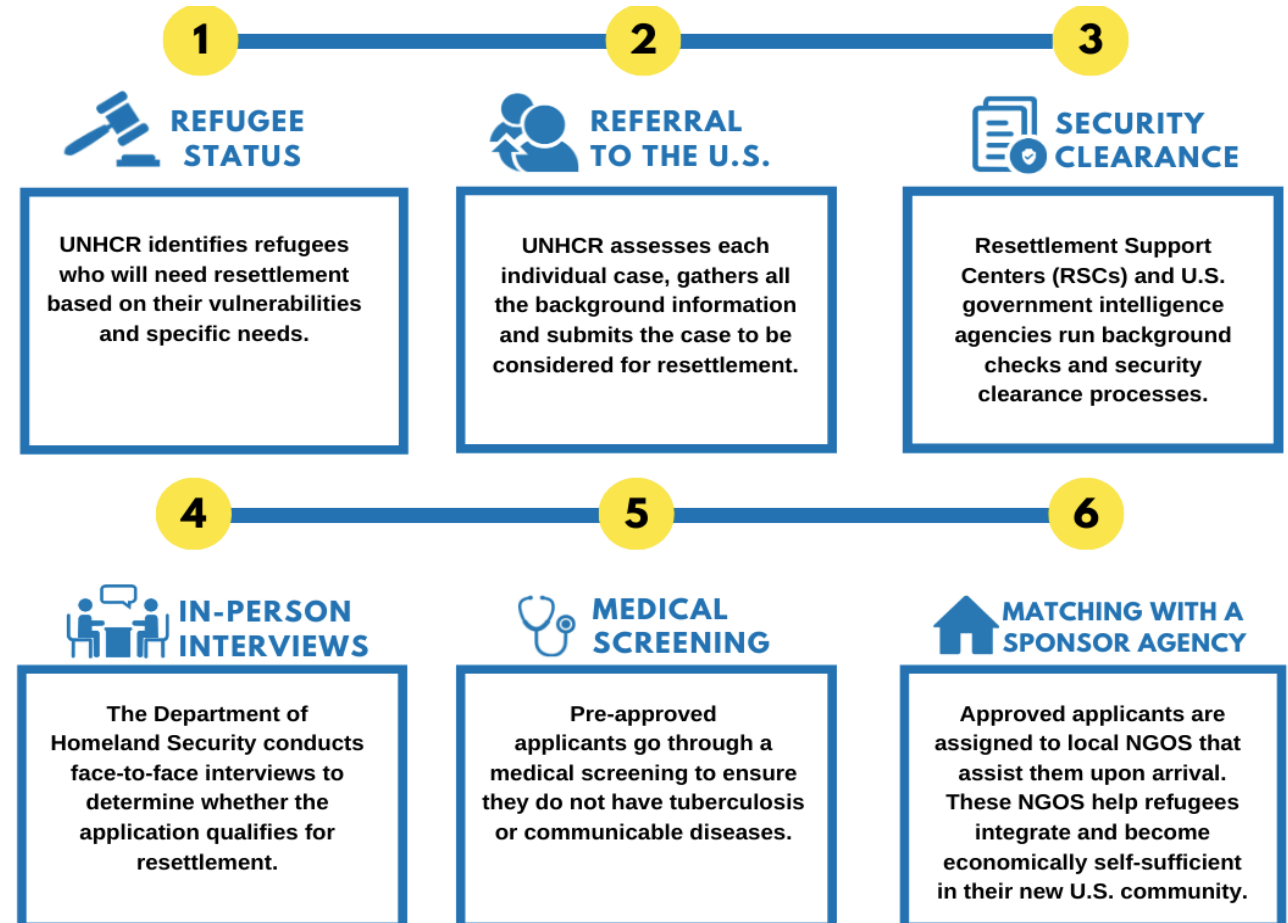 1
2
3
REFUGEE
STATUS
UNHCR identifies refugees
who will need resettlement
based on their vulnerabilities
and specific needs.
REFERRAL
TO THE U.S.
UNHCR assesses each
individual case, gathers all
the background information
and submits the case to be
considered for resettlement.
SECURITY
CLEARANCE
Resettlement Support
Centers (RSCs) and U.S.
government intelligence
agencies run background
checks and security
clearance processes.
4
5
6
IN-PERSON
INTERVIEWS
The Department of
Homeland Security conducts
face-to-face interviews to
determine whether the
application qualifies for
resettlement.
MEDICAL
SCREENING
Pre-approved
applicants go through a
medical screening to ensure
they do not have tuberculosis
or communicable diseases.
MATCHING WITH A
SPONSOR AGENCY
Approved applicants are
assigned to local NGOS that
assist them upon arrival.
These NGOS help refugees
integrate and become
economically self-sufficient
in their new U.S. community.